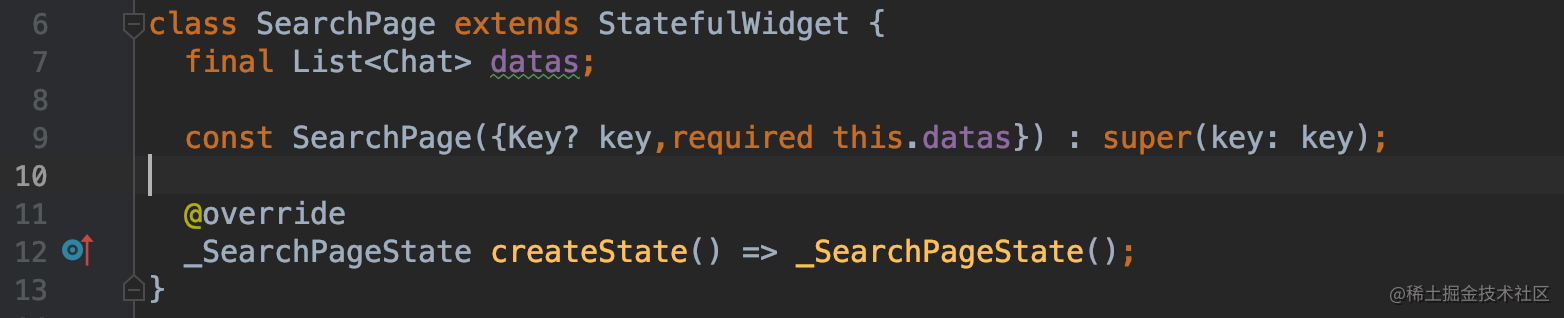 6 class SearchPage extends StatefulWidget {
7 final List<Chat> datas;
8
9 const SearchPage({Key? key,required this.datas}) : super(key: key);
10
11 @override
12 _SearchPageState createState() => _SearchPageState();
13 }
@稀土掘金技术社区